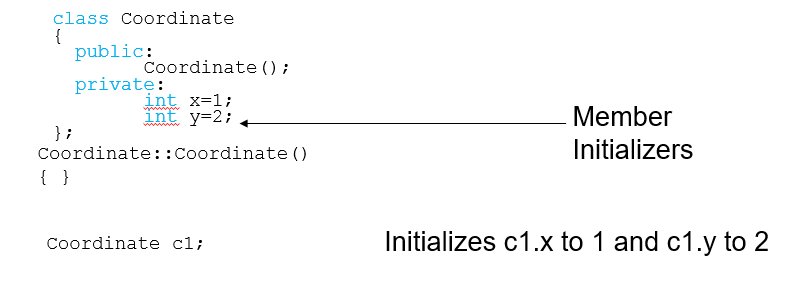 class Coordinate
{
public:
Coordinate();
private:
int x=1;
int y=2;
};
Member
Initializers
Coordinate::Coordinate()
{ }
Coordinate c1;
Initializes c1.x to 1 and c1.y to 2